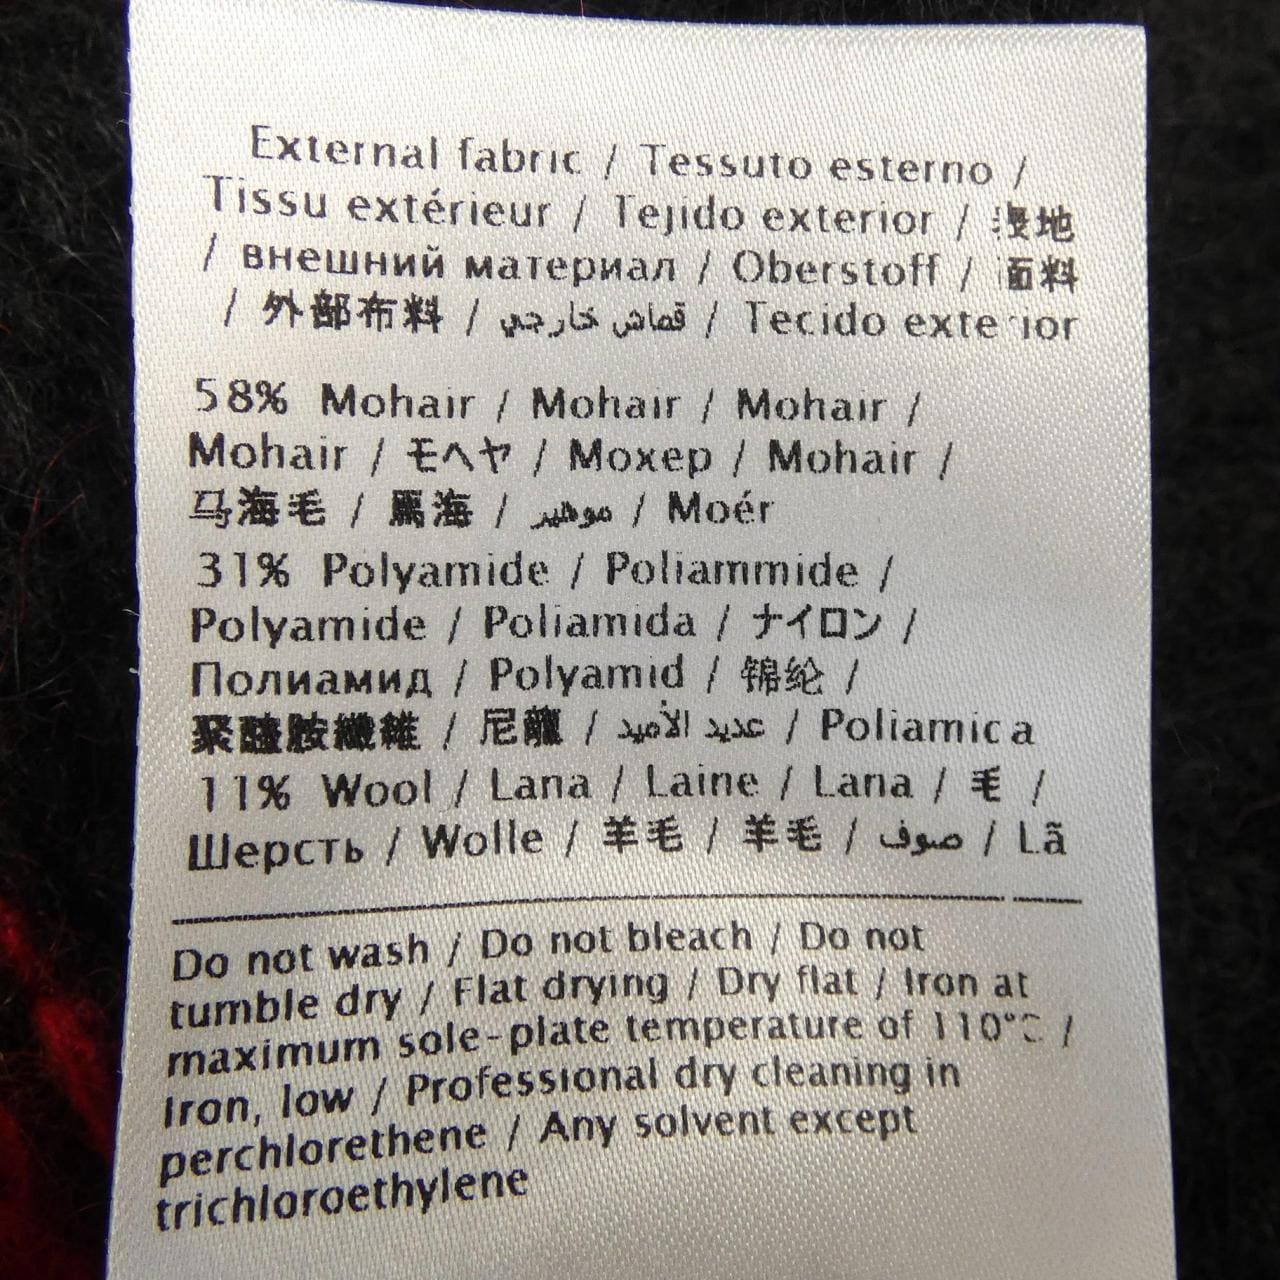 External fabric / Tessuto esterno /
Tissu extérieur / Tejido exterior / 地
/ внешний материал / Oberstoff / 面料
/ 外部布料 / قماش خارجي / Tecido exterior
58% Mohair / Mohair / Mohair /
Mohair / モヘヤ / Мохер / Mohair /
马海毛 / 馬海 / موهير / Moér
31% Polyamide / Poliammide /
Polyamide / Poliamida / ナイロン /
Полиамид / Polyamid / 锦纶 /
聚醯胺纖維 / 尼龍 / عديد الأميد / Poliamica
11% Wool / Lana / Laine / Lana / 毛 /
Шерсть / Wolle / 羊毛 / 羊毛 / صوف / Lã
Do not wash / Do not bleach / Do not
tumble dry / Flat drying / Dry flat / Iron at
maximum sole-plate temperature of 110°C /
Iron, low / Professional dry cleaning in
perchlorethene / Any solvent except
trichloroethylene